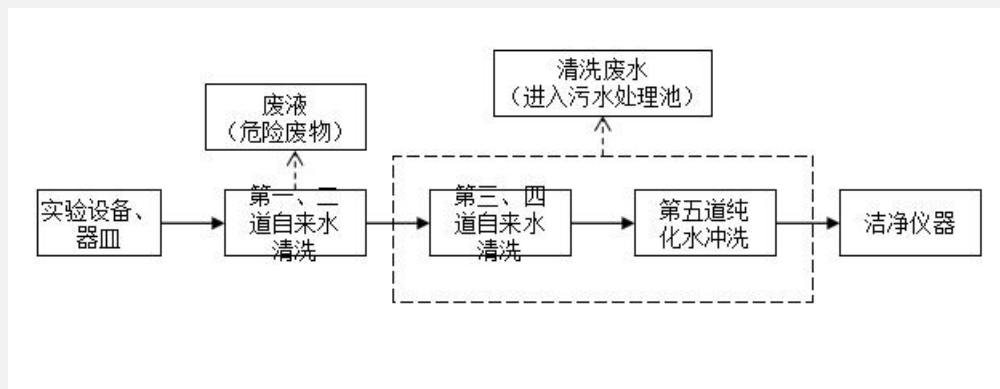 清洗废水
（进入污水处理池）
废液
（危险废物）
实验设备、
器皿
第一、二
道自来水
清洗
第三、四
道自来水
清洗
第五道纯
化水冲洗
洁净仪器